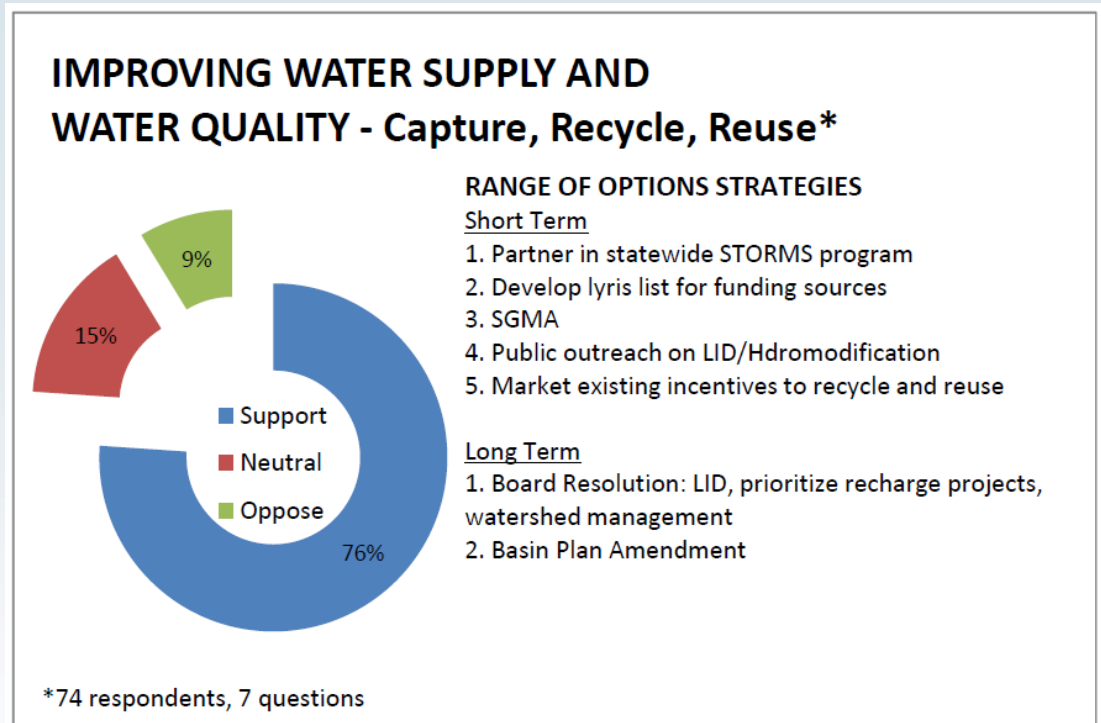 IMPROVING WATER SUPPLY AND
WATER QUALITY - Capture, Recycle, Reuse*
RANGE OF OPTIONS STRATEGIES
Short Term
1. Partner in statewide STORMS program
2. Develop lyris list for funding sources
3. SGMA
4. Public outreach on LID/Hdromodification
5. Market existing incentives to recycle and reuse
Long Term
1. Board Resolution: LID, prioritize recharge projects,
watershed management
2. Basin Plan Amendment
9%
15%
Support
Neutral
Oppose
76%
*74 respondents, 7 questions